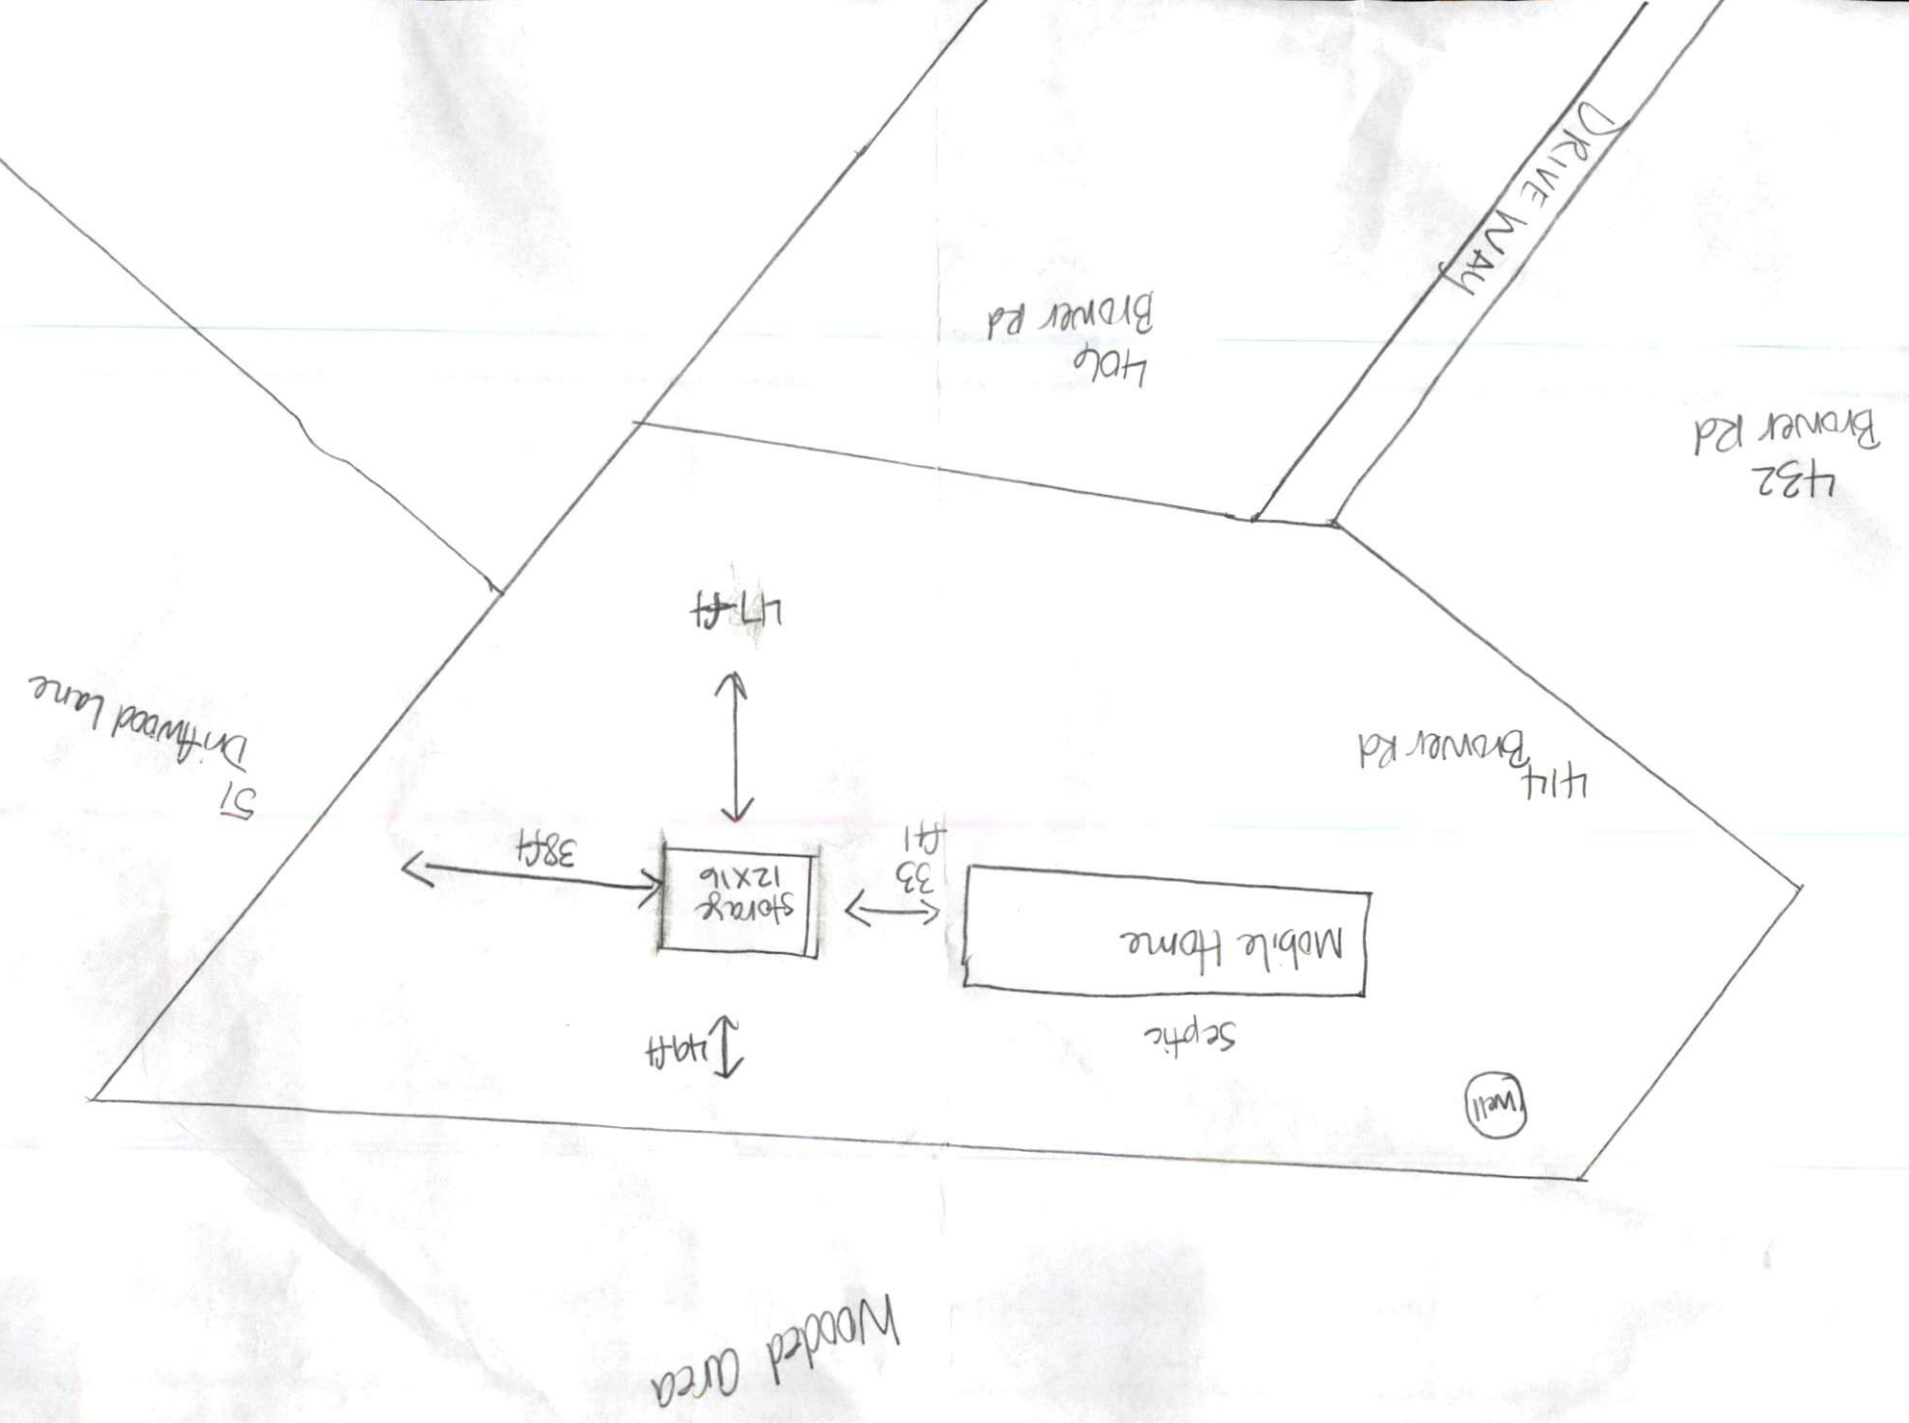 Wooded area
Well
Septic
49ft
Mobile Home
33
ft
storage
12X16
38ft
414
Brower Rd
51
Driftwood Lane
47 ft
432
Brower Rd
406
Brower Rd
DRIVE WAY